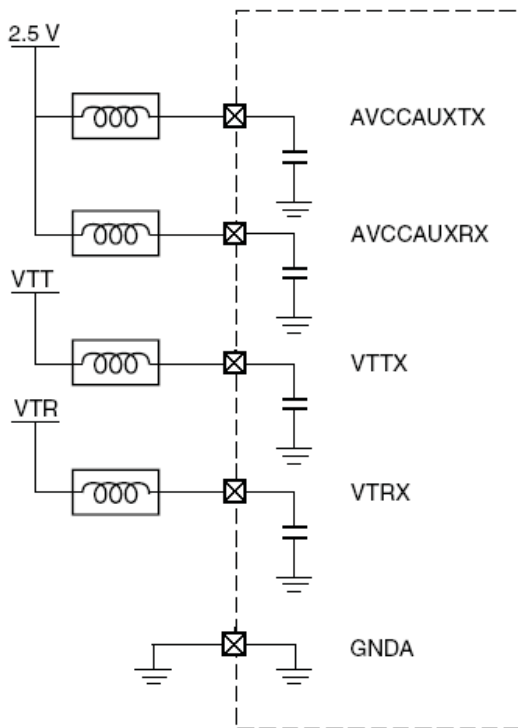 2.5 V
AVCCAUXTX
AVCCAUXRX
VTT
VTTX
VTR
VTRX
GNDA